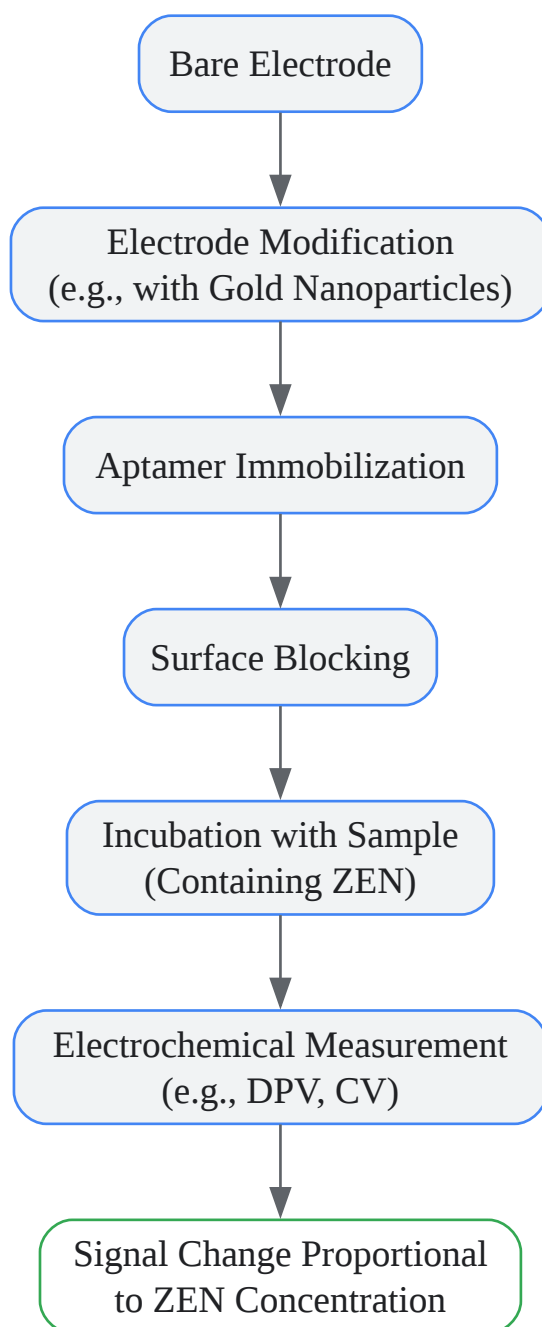 Bare Electrode
Electrode Modification
(e.g., with Gold Nanoparticles)
Aptamer Immobilization
Surface Blocking
Incubation with Sample
(Containing ZEN)
Electrochemical Measurement
(e.g., DPV, CV)
Signal Change Proportional
to ZEN Concentration